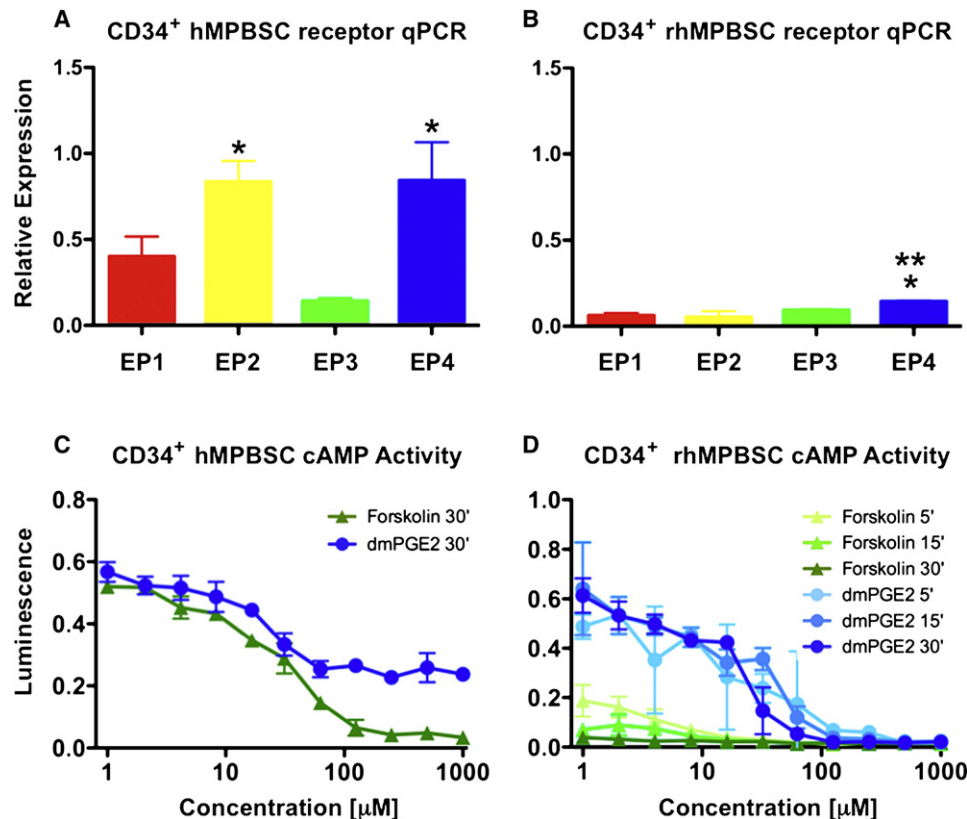 A
CD34⁺ hMPBSC receptor qPCR
Relative Expression
1.5
1.0
0.5
0.0
*
*
EP1 EP2 EP3 EP4
B
CD34⁺ rhMPBSC receptor qPCR
1.5
1.0
0.5
0.0
**
*
EP1 EP2 EP3 EP4
C
CD34⁺ hMPBSC cAMP Activity
Luminescence
0.8
0.6
0.4
0.2
0.0
Forskolin 30'
dmPGE2 30'
1 10 100 1000
Concentration [μM]
D
CD34⁺ rhMPBSC cAMP Activity
1.0
0.8
0.6
0.4
0.2
0.0
Forskolin 5'
Forskolin 15'
Forskolin 30'
dmPGE2 5'
dmPGE2 15'
dmPGE2 30'
1 10 100 1000
Concentration [μM]